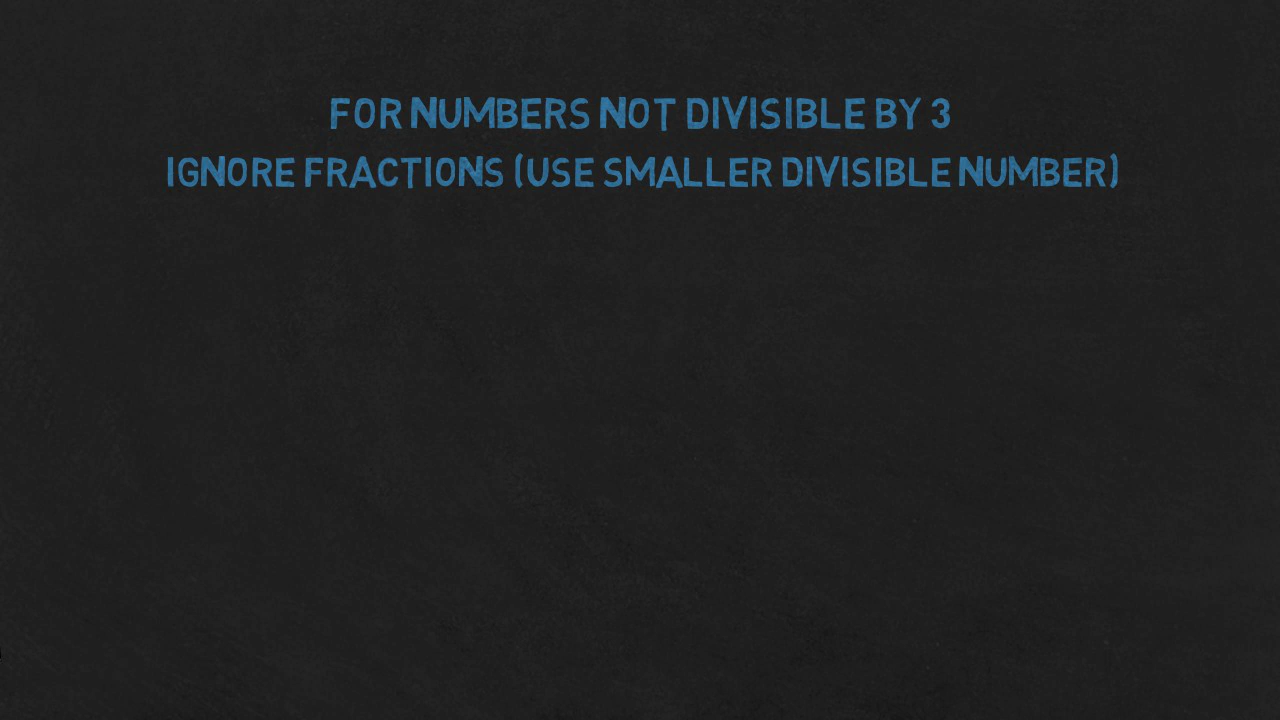 FOR NUMBERS NOT DIVISIBLE BY 3
IGNORE FRACTIONS (USE SMALLER DIVISIBLE NUMBER)